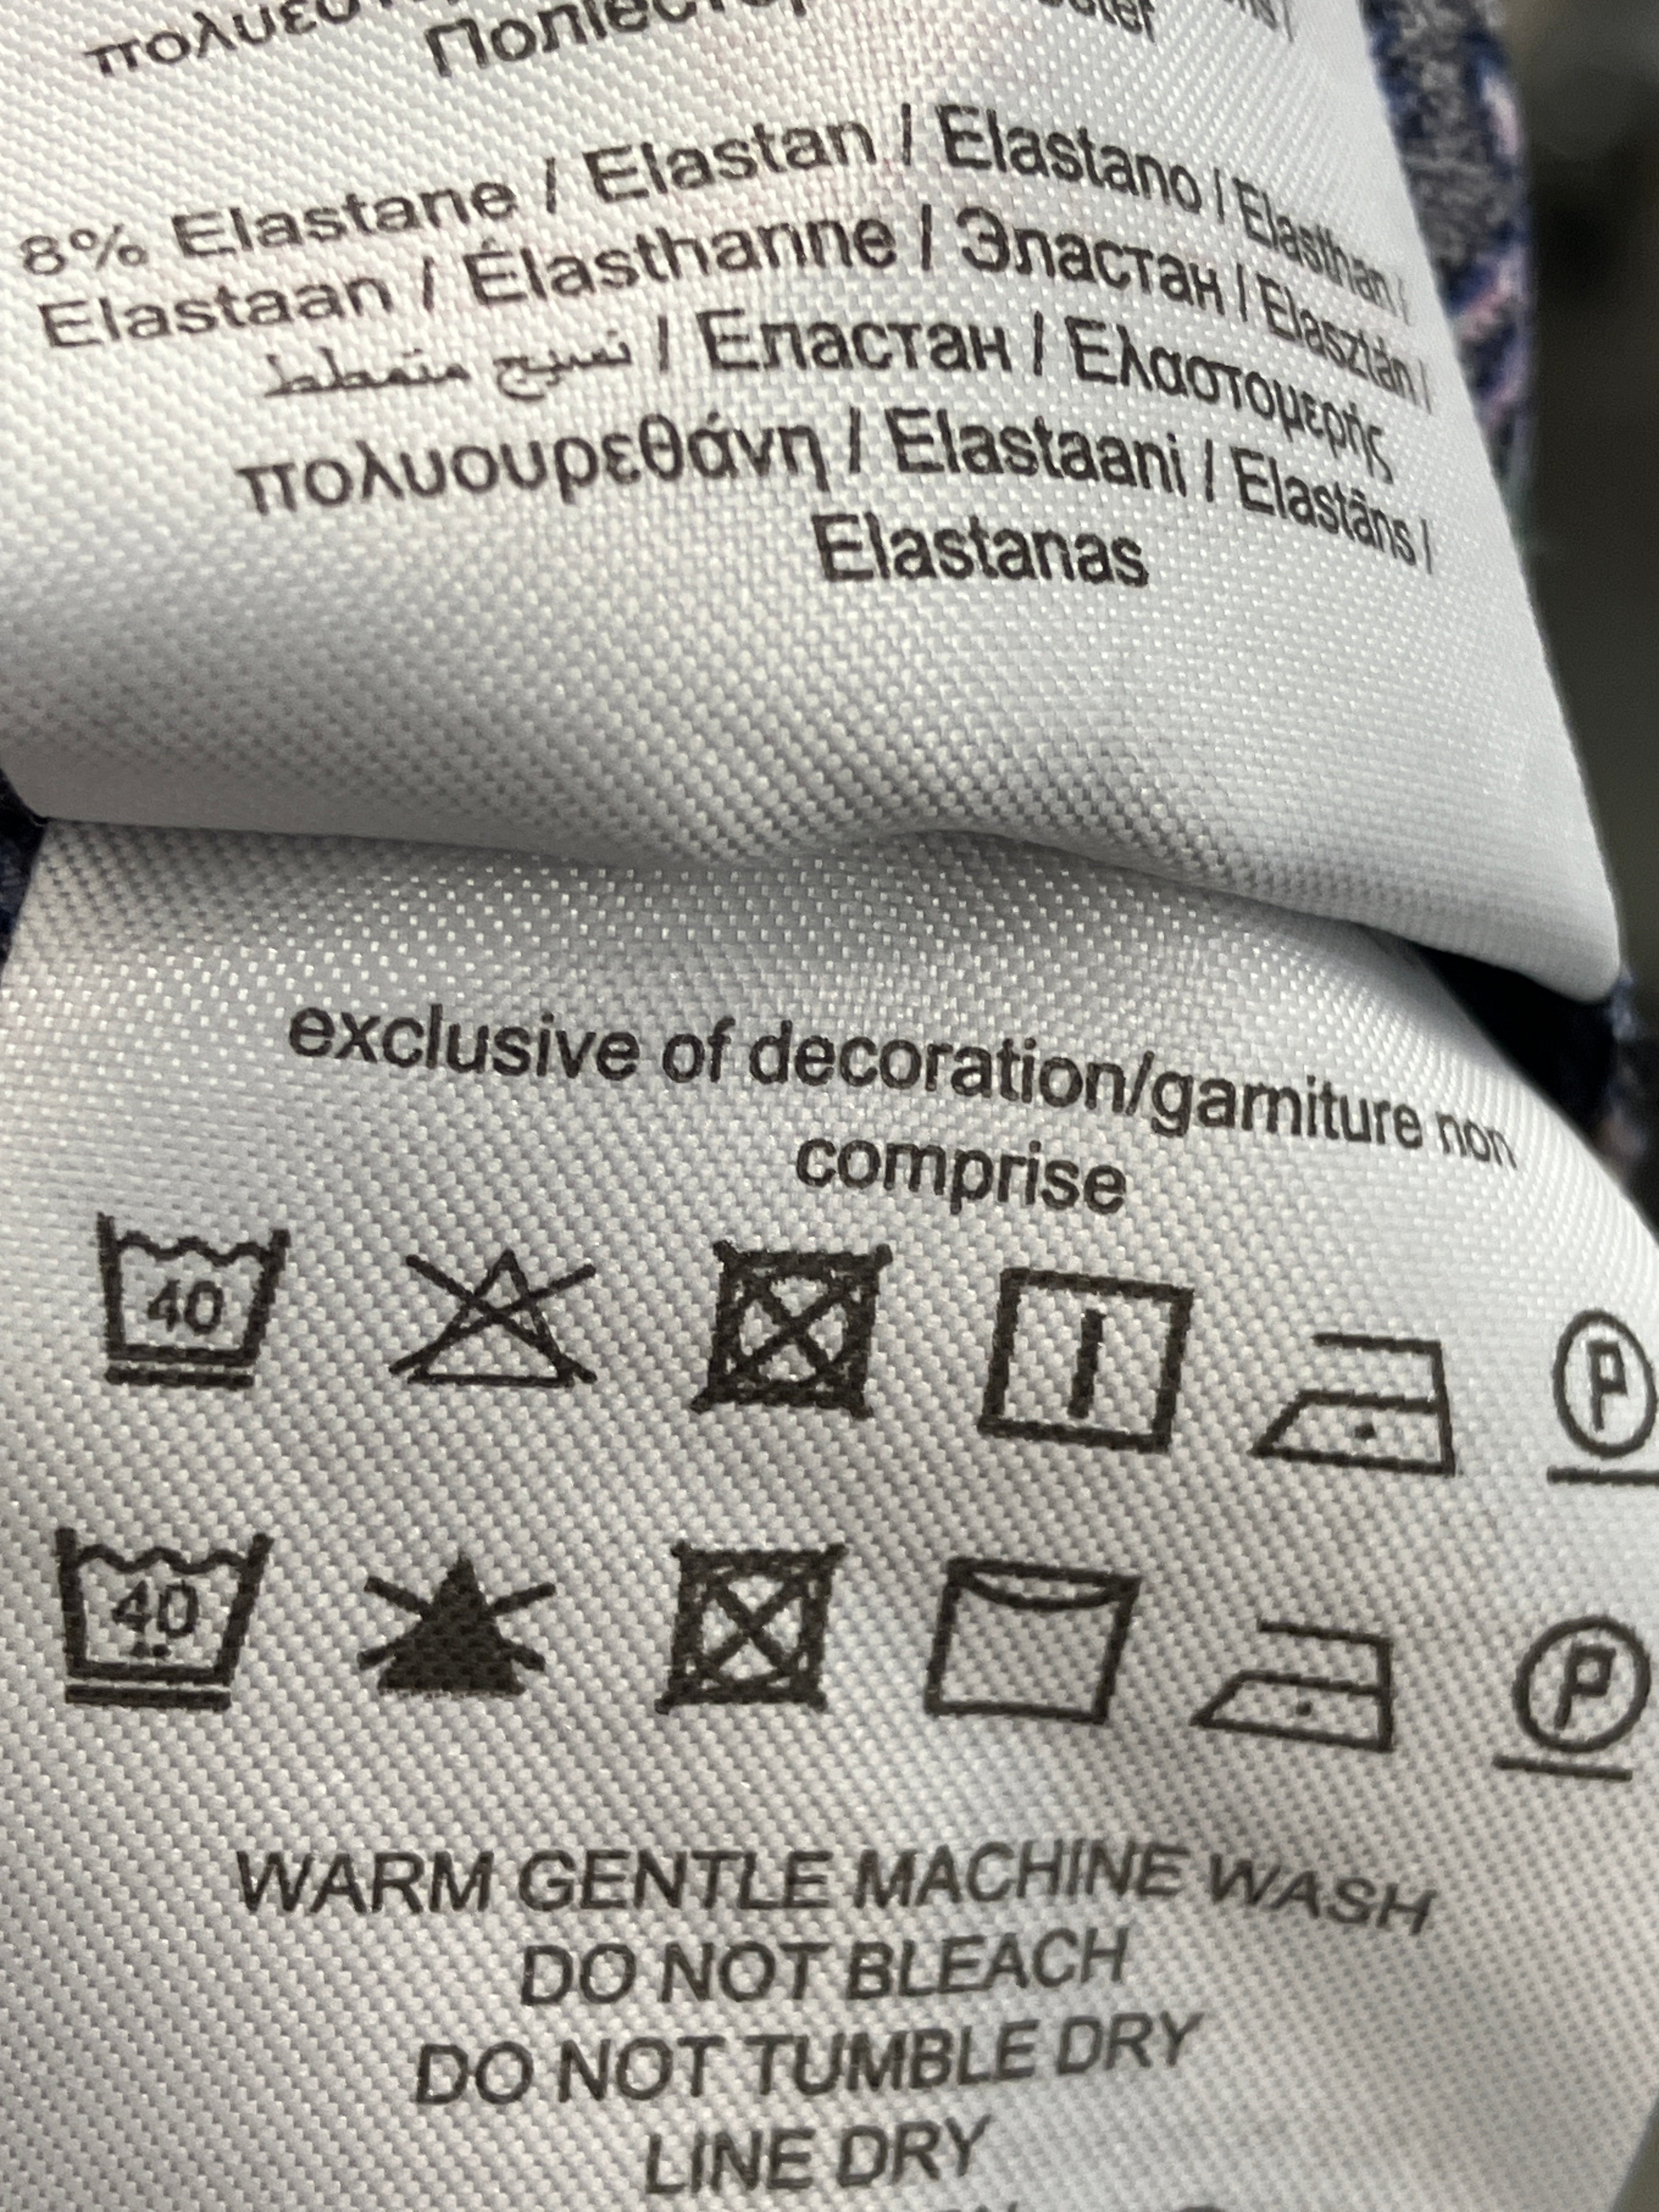 πολυεσ
Поліест
8% Elastane / Elastan / Elastano / Elasthan /
Elastaan / Élasthanne / Эластан / Elasztán /
نسيج متمطط / Еластан / Ελαστομερής
πολυουρεθάνη / Elastaani / Elastāns /
Elastanas
exclusive of decoration/garniture non
comprise
40 P
40 P
WARM GENTLE MACHINE WASH
DO NOT BLEACH
DO NOT TUMBLE DRY
LINE DRY